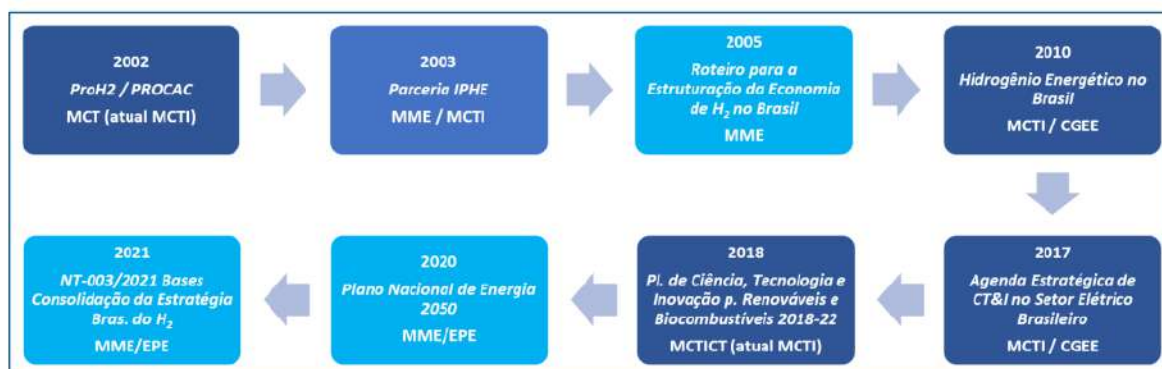 2002
ProH2 / PROCAC
MCT (atual MCTI)
2003
Parceria IPHE
MME / MCTI
2005
Roteiro para a
Estruturação da Economia
de H₂ no Brasil
MME
2010
Hidrogênio Energético no
Brasil
MCTI / CGEE
2017
Agenda Estratégica de
CT&I no Setor Elétrico
Brasileiro
MCTI / CGEE
2018
Pl. de Ciência, Tecnologia e
Inovação p. Renováveis e
Biocombustíveis 2018-22
MCTICT (atual MCTI)
2020
Plano Nacional de Energia
2050
MME/EPE
2021
NT-003/2021 Bases
Consolidação da Estratégia
Bras. do H₂
MME/EPE